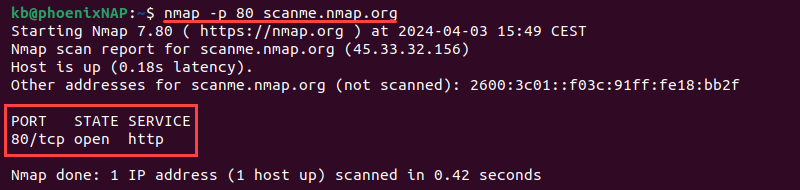 kb@phoenixNAP:~$ nmap -p 80 scanme.nmap.org
Starting Nmap 7.80 ( https://nmap.org ) at 2024-04-03 15:49 CEST
Nmap scan report for scanme.nmap.org (45.33.32.156)
Host is up (0.18s latency).
Other addresses for scanme.nmap.org (not scanned): 2600:3c01::f03c:91ff:fe18:bb2f
PORT   STATE SERVICE
80/tcp open  http
Nmap done: 1 IP address (1 host up) scanned in 0.42 seconds